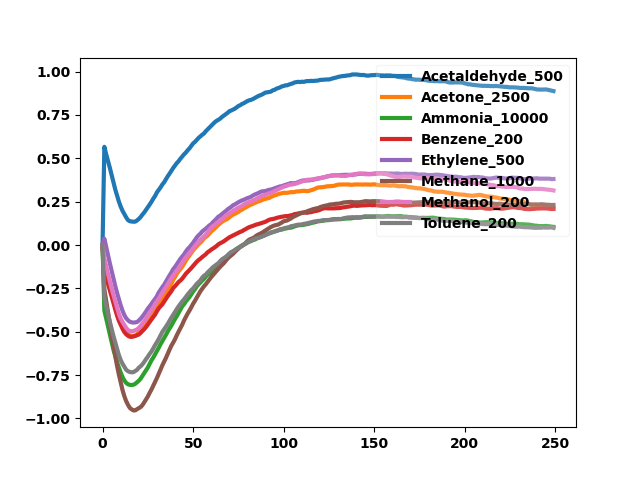 1.00
0.75
0.50
0.25
0.00
−0.25
−0.50
−0.75
−1.00
0
50
100
150
200
250
Acetaldehyde_500
Acetone_2500
Ammonia_10000
Benzene_200
Ethylene_500
Methane_1000
Methanol_200
Toluene_200